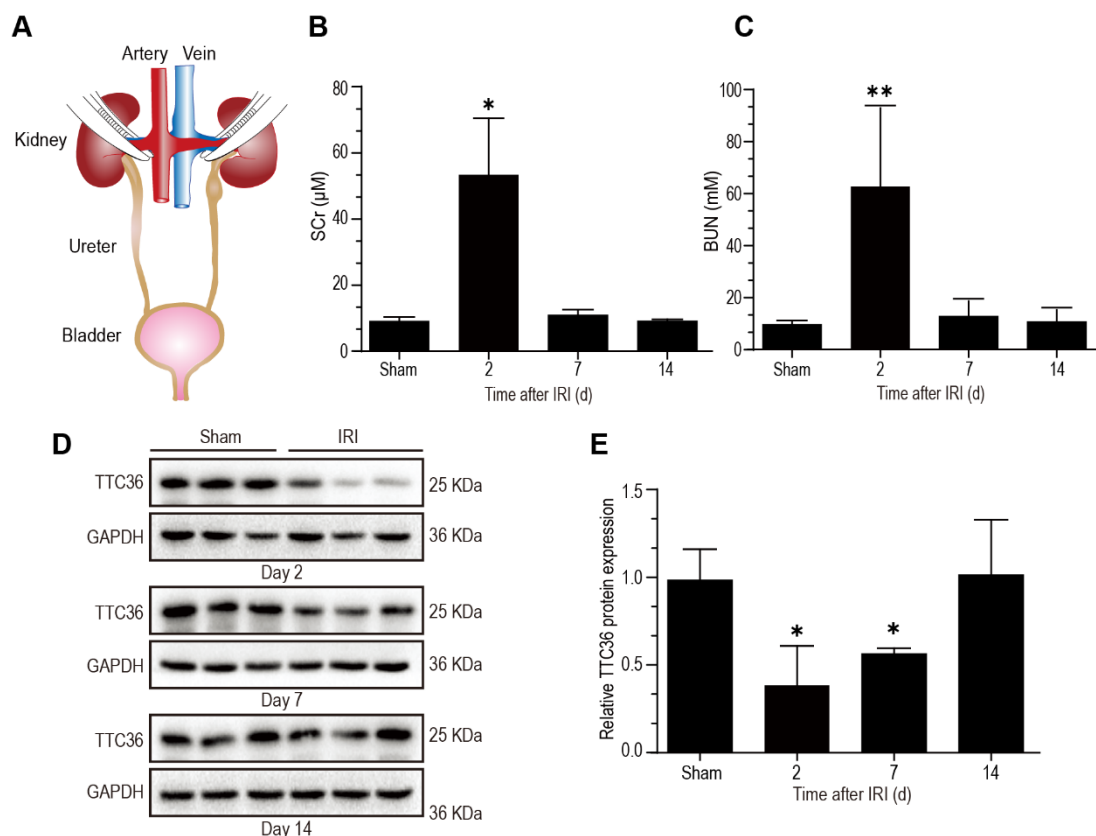 A
Artery Vein
Kidney
Ureter
Bladder
B
80
60
40
20
0
SCr (μM)
*
Sham 2 7 14
Time after IRI (d)
C
100
80
60
40
20
0
BUN (mM)
**
Sham 2 7 14
Time after IRI (d)
D
Sham IRI
TTC36 25 KDa
GAPDH 36 KDa
Day 2
TTC36 25 KDa
GAPDH 36 KDa
Day 7
TTC36 25 KDa
GAPDH 36 KDa
Day 14
E
1.5
1.0
0.5
0.0
Relative TTC36 protein expression
* *
Sham 2 7 14
Time after IRI (d)